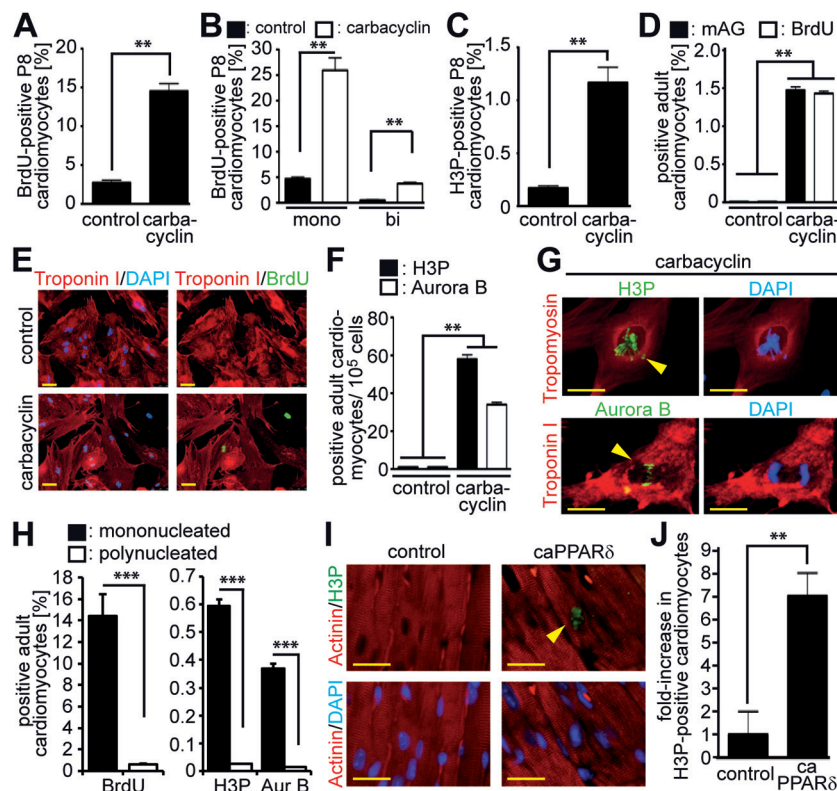 A
BrdU-positive P8
cardiomyocytes [%]
20
15
10
5
0
**
control
carba-
cyclin
B
■: control □: carbacyclin
BrdU-positive P8
cardiomyocytes [%]
30
25
20
15
10
5
0
**
**
mono
bi
C
H3P-positive P8
cardiomyocytes [%]
1.5
1.0
0.5
0.0
**
control
carba-
cyclin
D
■: mAG □: BrdU
positive adult
cardiomyocytes [%]
2.0
1.5
1.0
0.5
0
**
control
carba-
cyclin
E
Troponin I/DAPI
Troponin I/BrdU
control
carbacyclin
F
■: H3P
□: Aurora B
positive adult cardio-
myocytes/ 10⁵ cells
80
60
40
20
0
**
control
carba-
cyclin
G
carbacyclin
H3P
DAPI
Tropomyosin
Aurora B
DAPI
Troponin I
H
■: mononucleated
□: polynucleated
positive adult
cardiomyocytes [%]
18
16
14
12
10
8
6
4
2
0
***
BrdU
0.7
0.6
0.5
0.4
0.3
0.2
0.1
0
***
***
H3P
Aur B
I
control
caPPARδ
Actinin/H3P
Actinin/DAPI
J
fold-increase in
H3P-positive cardiomyocytes
9
8
7
6
5
4
3
2
1
0
**
control
ca
PPARδ